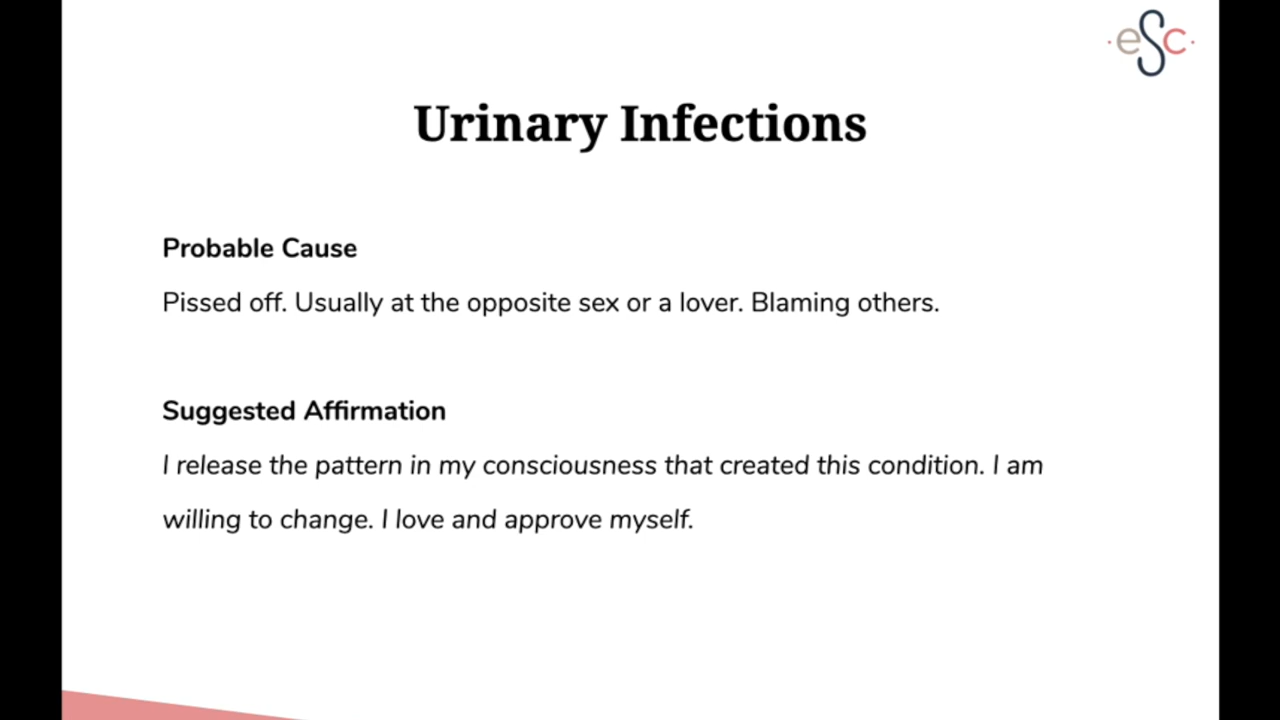 eSc
Urinary Infections
Probable Cause
Pissed off. Usually at the opposite sex or a lover. Blaming others.
Suggested Affirmation
I release the pattern in my consciousness that created this condition. I am
willing to change. I love and approve myself.